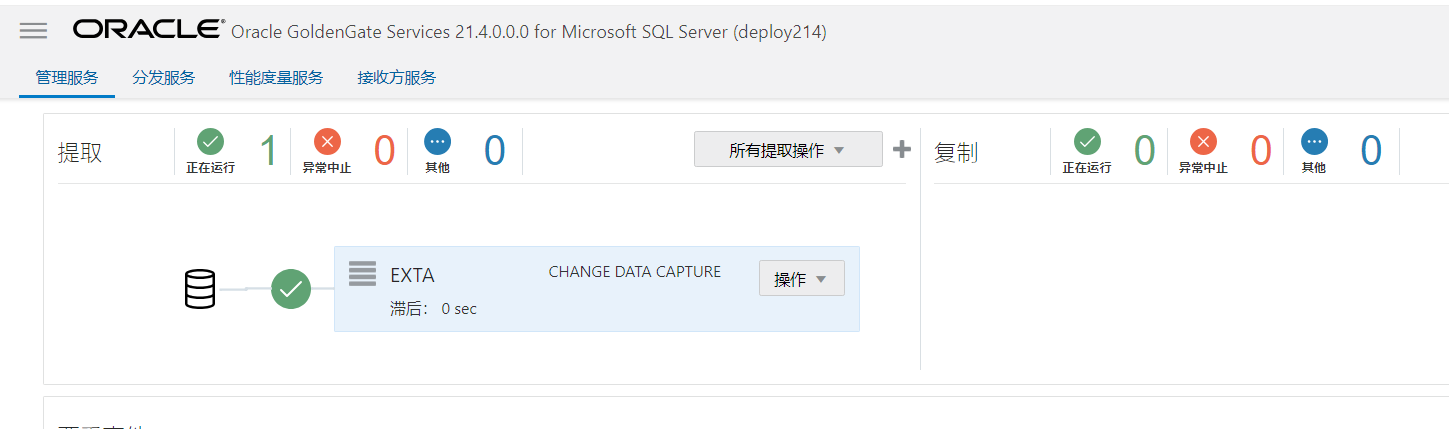 ORACLE® Oracle GoldenGate Services 21.4.0.0.0 for Microsoft SQL Server (deploy214)
管理服务 分发服务 性能度量服务 接收方服务
提取 正在运行 1 异常中止 0 其他 0 所有提取操作
复制 正在运行 0 异常中止 0 其他 0
EXTA CHANGE DATA CAPTURE 操作
滞后： 0 sec